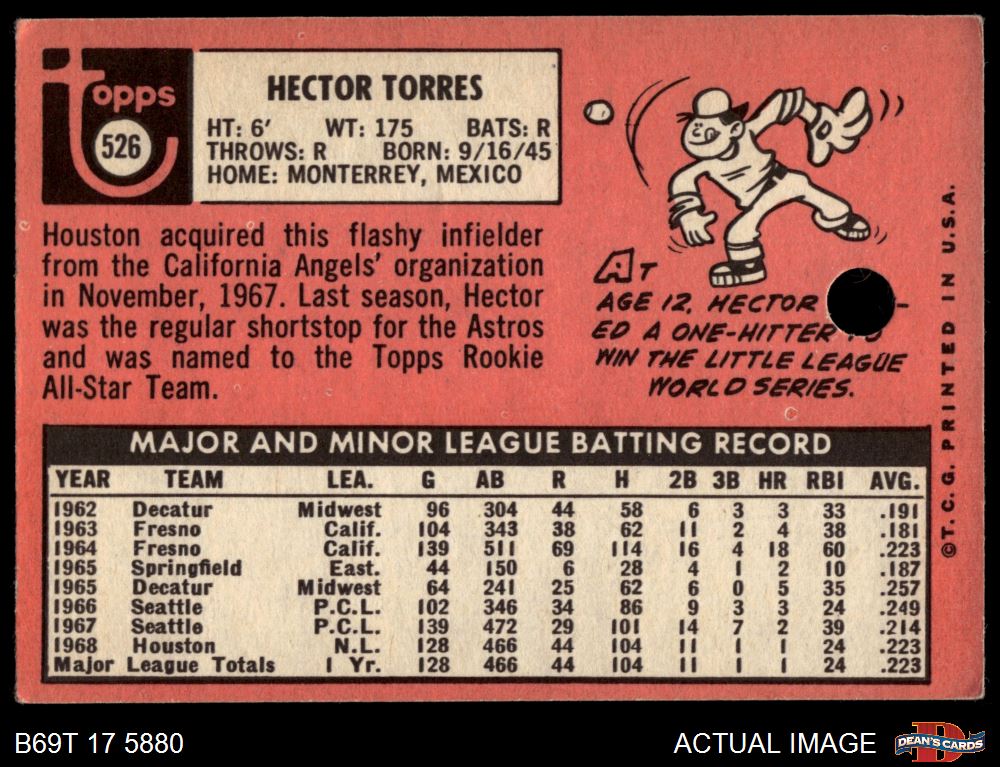 Topps
526
HECTOR TORRES
HT: 6' WT: 175 BATS: R
THROWS: R BORN: 9/16/45
HOME: MONTERREY, MEXICO
Houston acquired this flashy infielder
from the California Angels' organization
in November, 1967. Last season, Hector
was the regular shortstop for the Astros
and was named to the Topps Rookie
All-Star Team.
AT
AGE 12, HECTOR -
ED A ONE-HITTER
WIN THE LITTLE LEAGUE
WORLD SERIES.
©T.C.G. PRINTED IN U.S.A.
MAJOR AND MINOR LEAGUE BATTING RECORD
YEAR TEAM LEA. G AB R H 2B 3B HR RBI AVG.
1962 Decatur Midwest 96 304 44 58 6 3 3 33 .191
1963 Fresno Calif. 104 343 38 62 11 2 4 38 .181
1964 Fresno Calif. 139 511 69 114 16 4 18 60 .223
1965 Springfield East. 44 150 6 28 4 1 2 10 .187
1965 Decatur Midwest 64 241 25 62 6 0 5 35 .257
1966 Seattle P.C.L. 102 346 34 86 9 3 3 24 .249
1967 Seattle P.C.L. 139 472 29 101 14 7 2 39 .214
1968 Houston N.L. 128 466 44 104 11 1 1 24 .223
Major League Totals 1 Yr. 128 466 44 104 11 1 1 24 .223
B69T 17 5880
ACTUAL IMAGE
DEAN'S CARDS